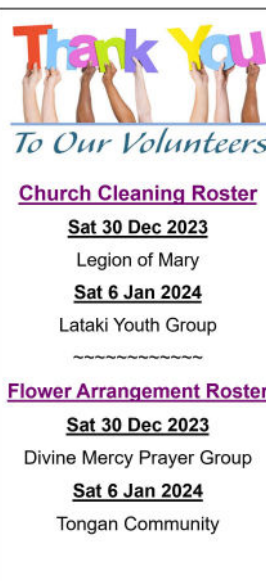 Thank You
To Our Volunteers
Church Cleaning Roster
Sat 30 Dec 2023
Legion of Mary
Sat 6 Jan 2024
Lataki Youth Group
~~~~~~~~~~~~
Flower Arrangement Roster
Sat 30 Dec 2023
Divine Mercy Prayer Group
Sat 6 Jan 2024
Tongan Community